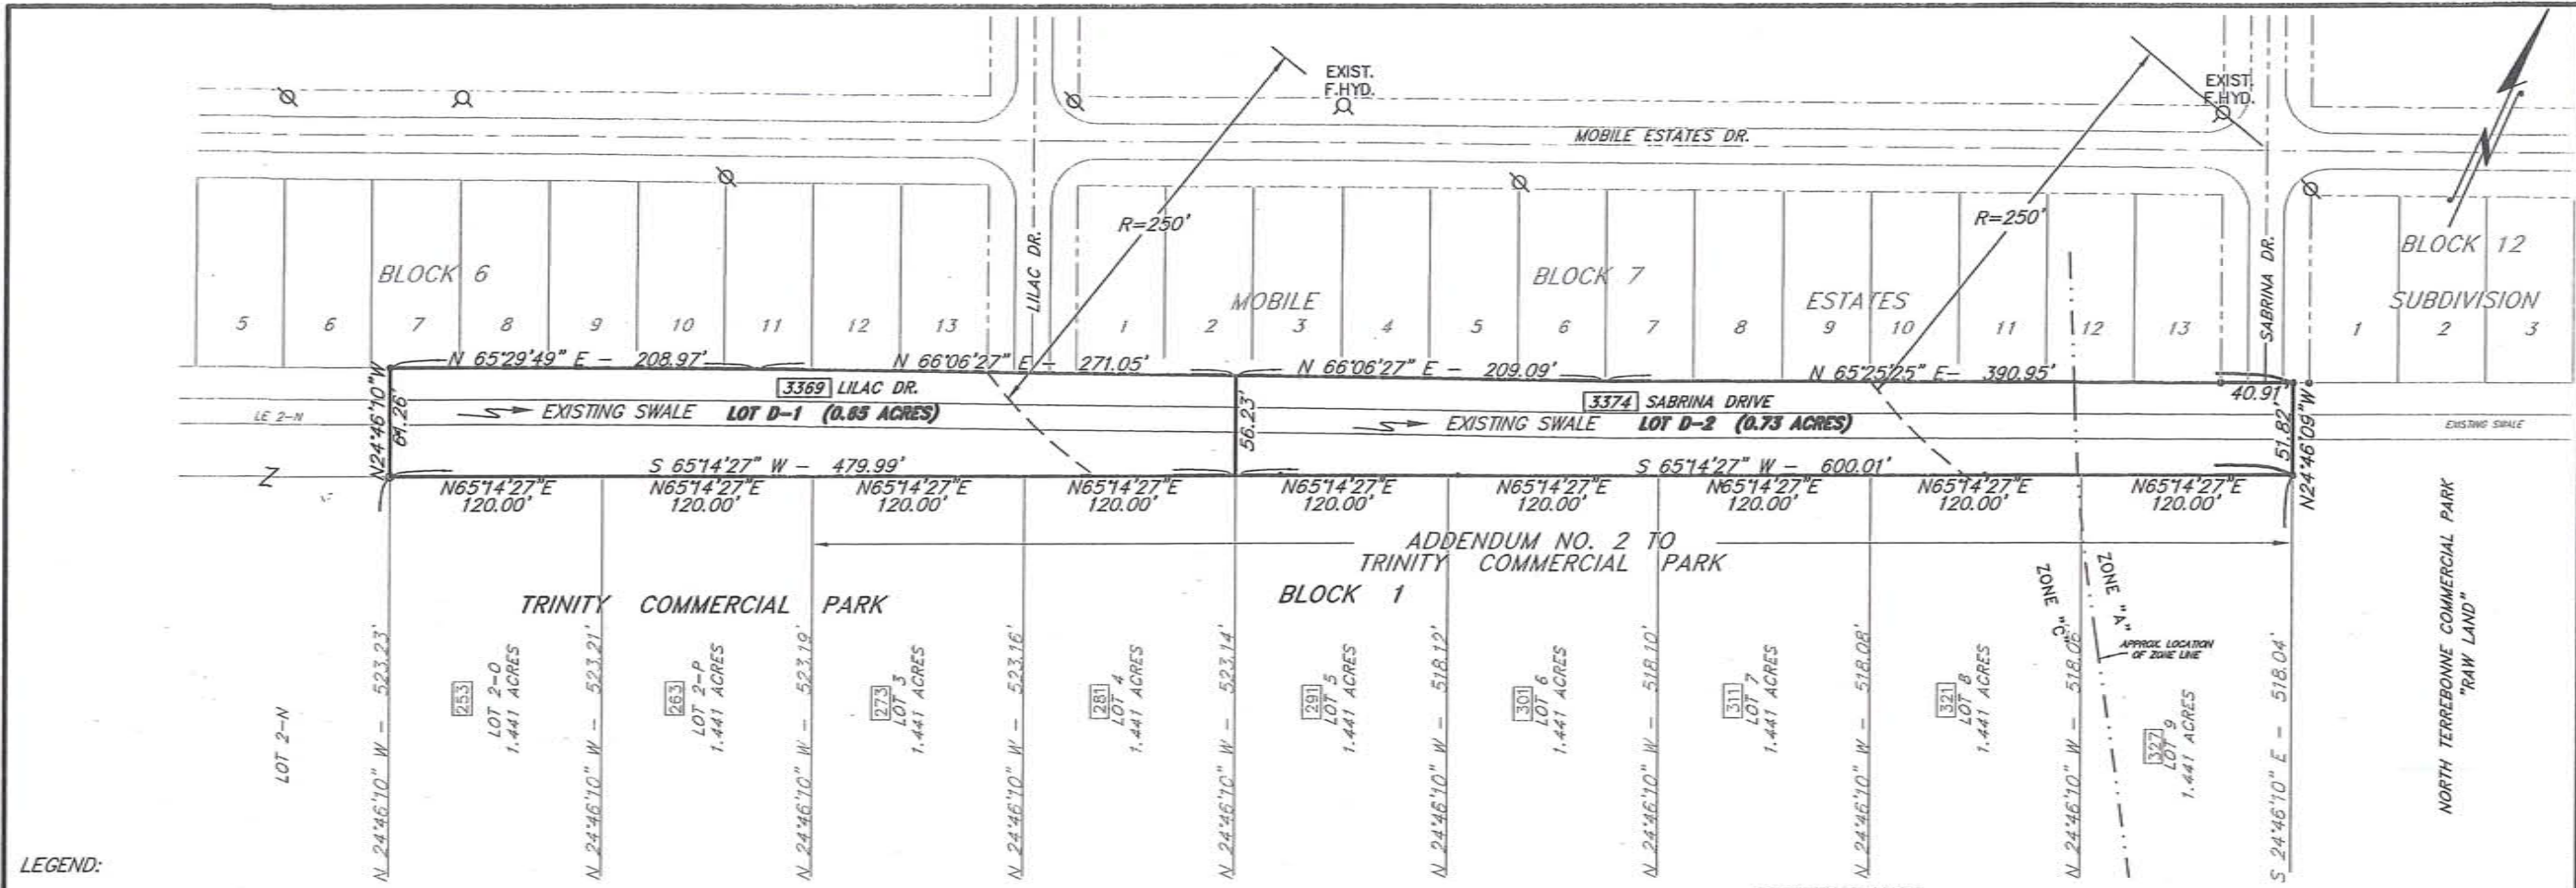 EXIST.
F.HYD.
EXIST.
F.HYD.
MOBILE ESTATES DR.
R=250'
R=250'
LILAC DR.
SABRINA DR.
BLOCK 6
BLOCK 7
BLOCK 12
MOBILE
ESTATES
SUBDIVISION
5 6 7 8 9 10 11 12 13
1 2 3 4 5 6 7 8 9 10 11 12 13
1 2 3
N 65°29'49" E - 208.97'
N 66°06'27" E - 271.05'
N 66°06'27" E - 209.09'
N 65°25'25" E- 390.95'
40.91'
3369 LILAC DR.
3374 SABRINA DRIVE
LE 2-N
EXISTING SWALE LOT D-1 (0.65 ACRES)
EXISTING SWALE LOT D-2 (0.73 ACRES)
EXISTING SWALE
N24°46'10"W
61.26'
56.23'
51.82'
N24°46'09"W
S 65°14'27" W - 479.99'
S 65°14'27" W - 600.01'
Z
N65°14'27"E
120.00'
N65°14'27"E
120.00'
N65°14'27"E
120.00'
N65°14'27"E
120.00'
N65°14'27"E
120.00'
N65°14'27"E
120.00'
N65°14'27"E
120.00'
N65°14'27"E
120.00'
N65°14'27"E
120.00'
ADDENDUM NO. 2 TO
TRINITY COMMERCIAL PARK
TRINITY COMMERCIAL PARK
BLOCK 1
ZONE "C"
ZONE "A"
APPROX. LOCATION
OF ZONE LINE
LOT 2-N
N 24°46'10" W - 523.23'
253
LOT 2-O
1.441 ACRES
N 24°46'10" W - 523.21'
263
LOT 2-P
1.441 ACRES
N 24°46'10" W - 523.19'
273
LOT 3
1.441 ACRES
N 24°46'10" W - 523.16'
281
LOT 4
1.441 ACRES
N 24°46'10" W - 523.14'
291
LOT 5
1.441 ACRES
N 24°46'10" W - 518.12'
301
LOT 6
1.441 ACRES
N 24°46'10" W - 518.10'
311
LOT 7
1.441 ACRES
N 24°46'10" W - 518.08'
321
LOT 8
1.441 ACRES
N 24°46'10" W - 518.06'
327
LOT 9
1.441 ACRES
S 24°46'10" E - 518.04'
NORTH TERREBONNE COMMERCIAL PARK
"RAW LAND"
LEGEND: